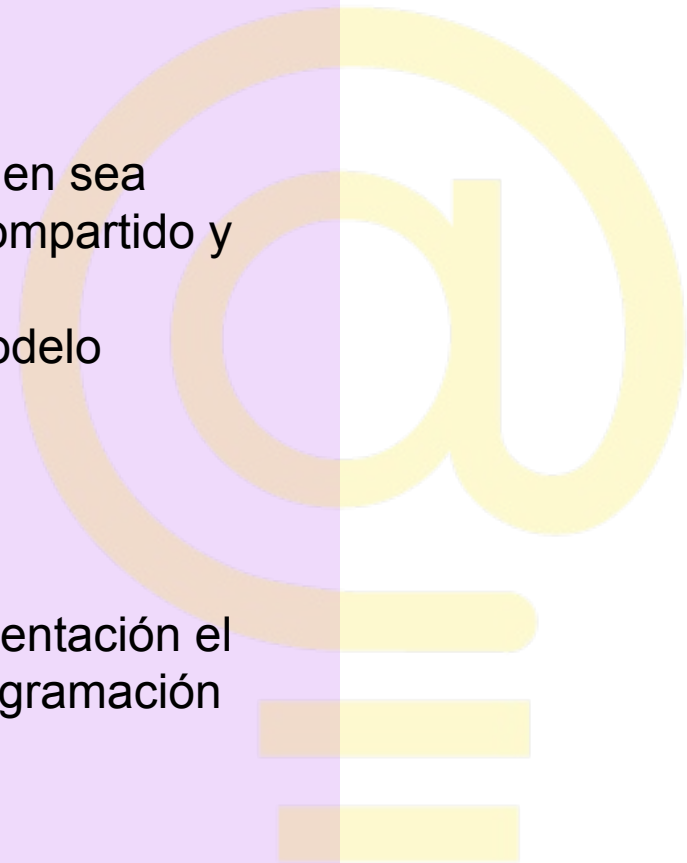 en sea
ompartido y
odelo
entación el
gramación